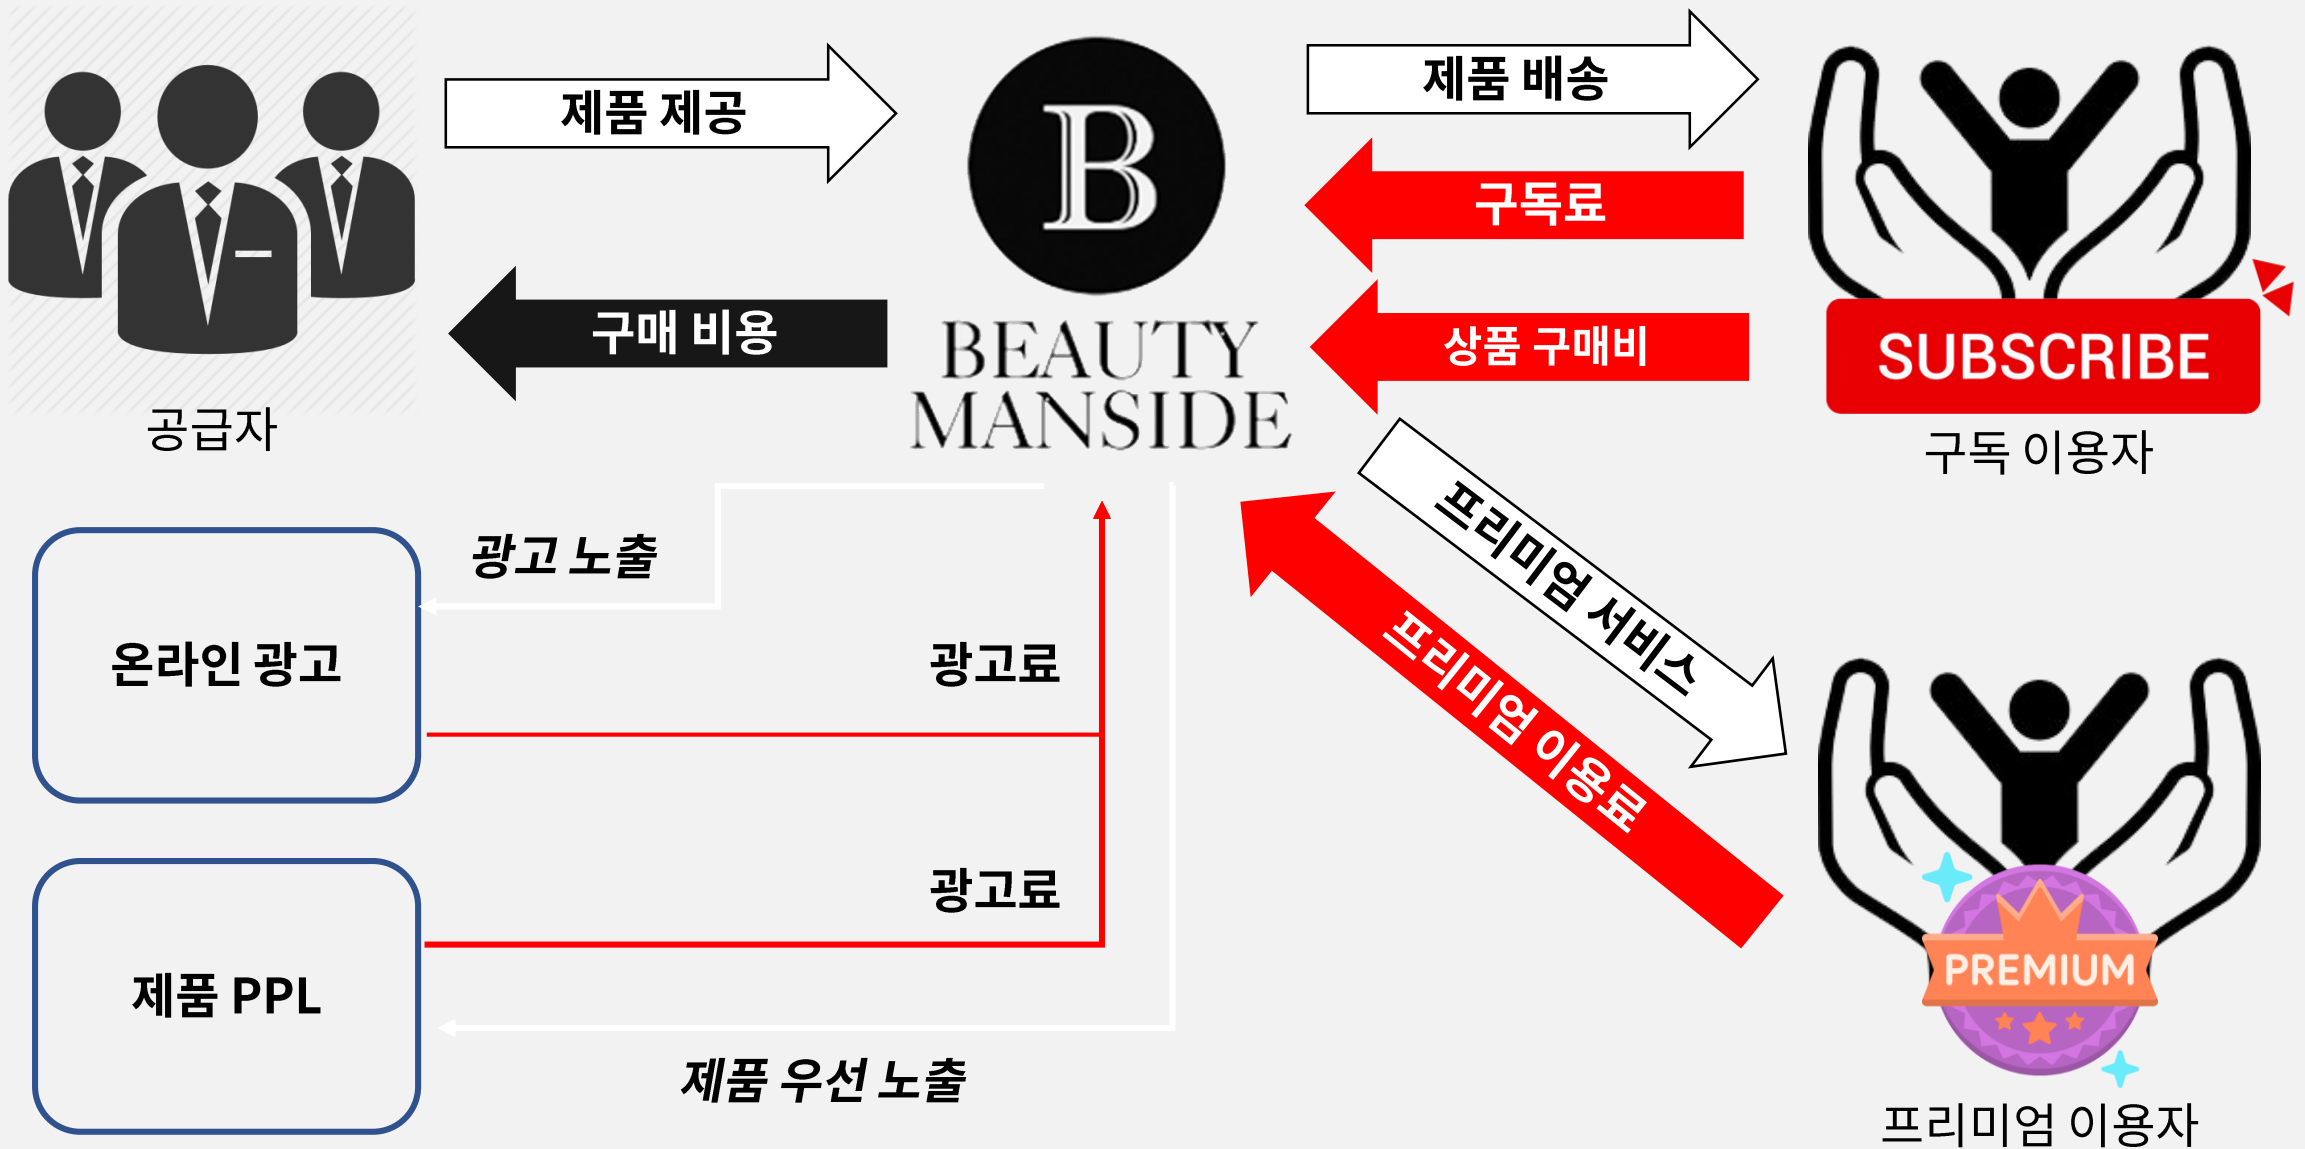 제품 제공
B
BEAUTY
MANSIDE
제품 배송
구독료
상품 구매비
구매 비용
SUBSCRIBE
공급자
구독 이용자
광고 노출
프리미엄 서비스
프리미엄 이용료
온라인 광고
광고료
광고료
제품 PPL
제품 우선 노출
PREMIUM
프리미엄 이용자